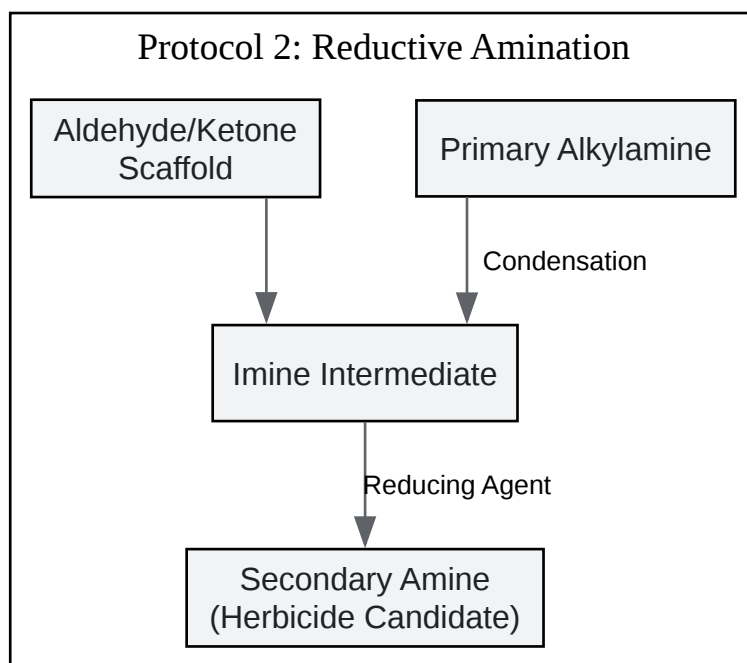 Protocol 2: Reductive Amination
Aldehyde/Ketone
Scaffold
Primary Alkylamine
Condensation
Imine Intermediate
Reducing Agent
Secondary Amine
(Herbicide Candidate)